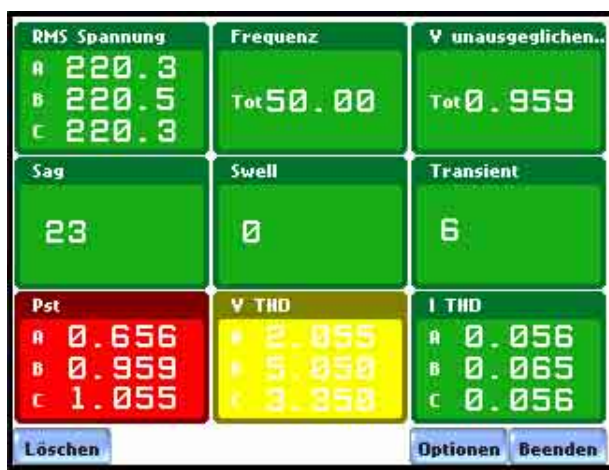 RMS Spannung
A 220.3
B 220.5
C 220.3
Frequenz
Tot 50.00
V unausgeglichen..
Tot 0.959
Sag
23
Swell
0
Transient
6
Pst
A 0.656
B 0.959
C 1.055
V THD
A 2.055
B 5.050
C 3.350
I THD
A 0.056
B 0.065
C 0.056
Löschen
Optionen
Beenden